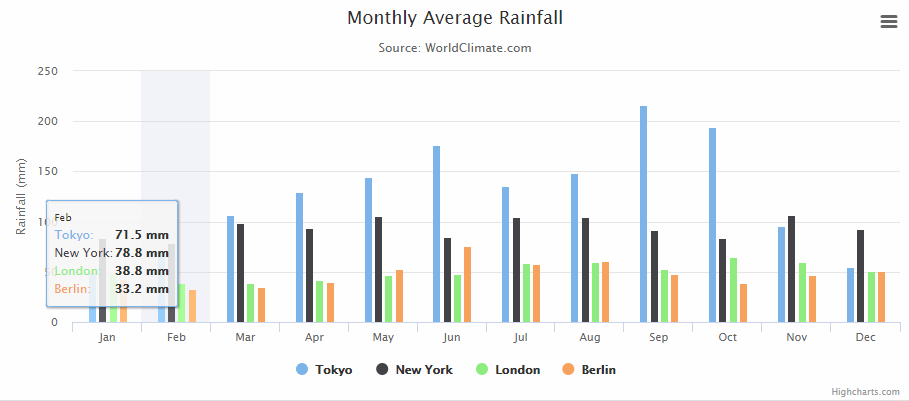 Monthly Average Rainfall
Source: WorldClimate.com
Rainfall (mm)
250
200
150
100
50
0
Feb
Tokyo: 71.5 mm
New York: 78.8 mm
London: 38.8 mm
Berlin: 33.2 mm
Jan Feb Mar Apr May Jun Jul Aug Sep Oct Nov Dec
Tokyo New York London Berlin
Highcharts.com